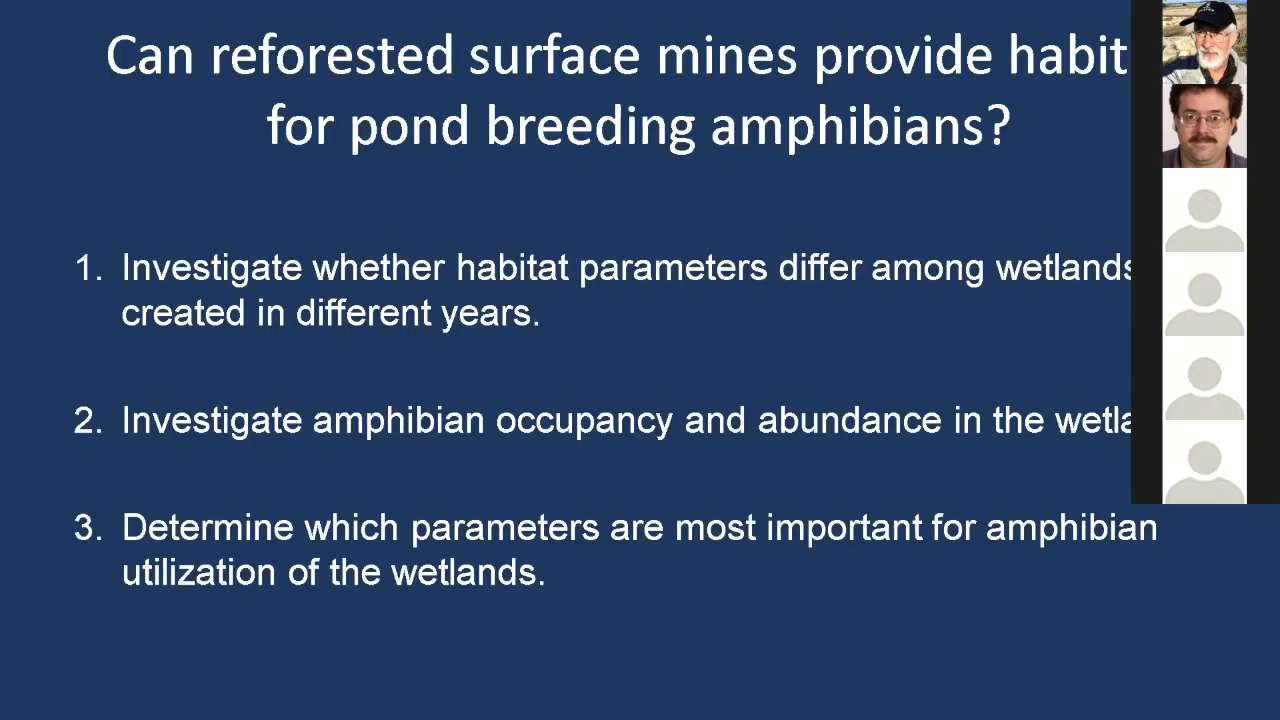 Can reforested surface mines provide habit
for pond breeding amphibians?
1. Investigate whether habitat parameters differ among wetlands
created in different years.
2. Investigate amphibian occupancy and abundance in the wetla
3. Determine which parameters are most important for amphibian
utilization of the wetlands.